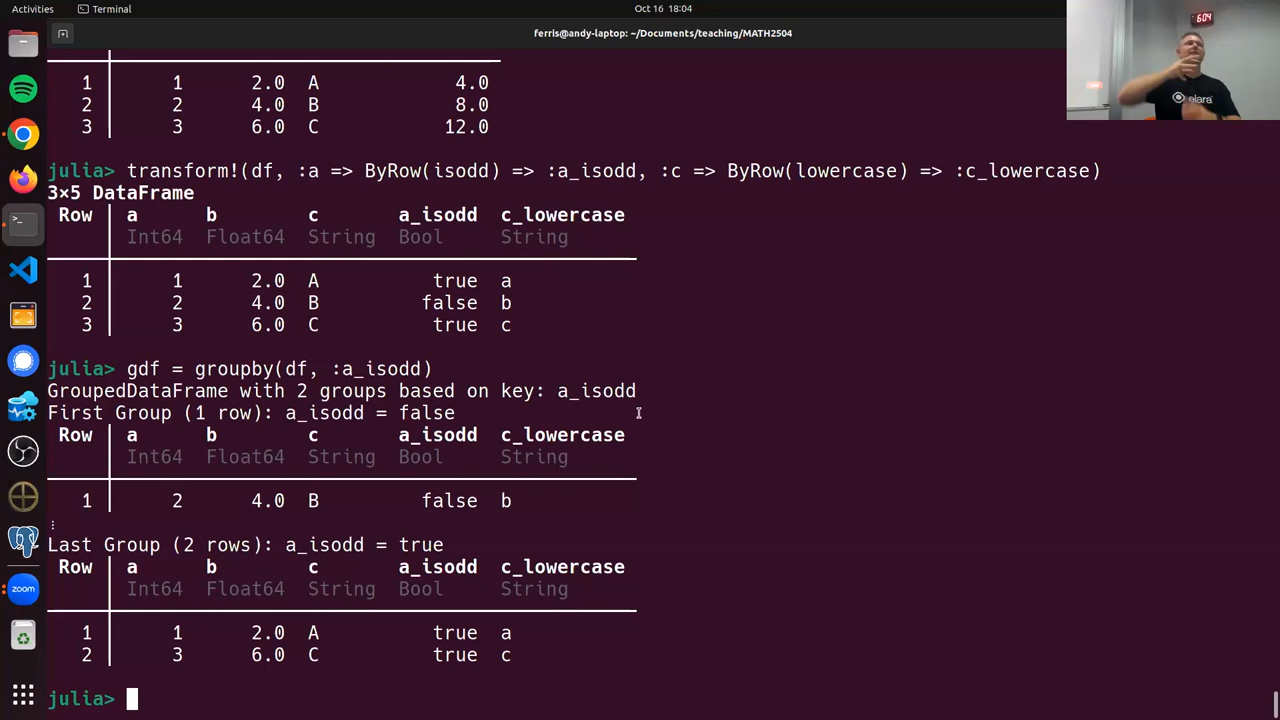 Activities
Terminal
Oct 16 18:04
ferris@andy-laptop: ~/Documents/teaching/MATH2504
6:04
elara
1 1 2.0 A 4.0
2 2 4.0 B 8.0
3 3 6.0 C 12.0
julia> transform!(df, :a => ByRow(isodd) => :a_isodd, :c => ByRow(lowercase) => :c_lowercase)
3×5 DataFrame
Row a b c a_isodd c_lowercase
Int64 Float64 String Bool String
1 1 2.0 A true a
2 2 4.0 B false b
3 3 6.0 C true c
julia> gdf = groupby(df, :a_isodd)
GroupedDataFrame with 2 groups based on key: a_isodd
First Group (1 row): a_isodd = false
Row a b c a_isodd c_lowercase
Int64 Float64 String Bool String
1 2 4.0 B false b
⋮
Last Group (2 rows): a_isodd = true
Row a b c a_isodd c_lowercase
Int64 Float64 String Bool String
1 1 2.0 A true a
2 3 6.0 C true c
julia>
zoom